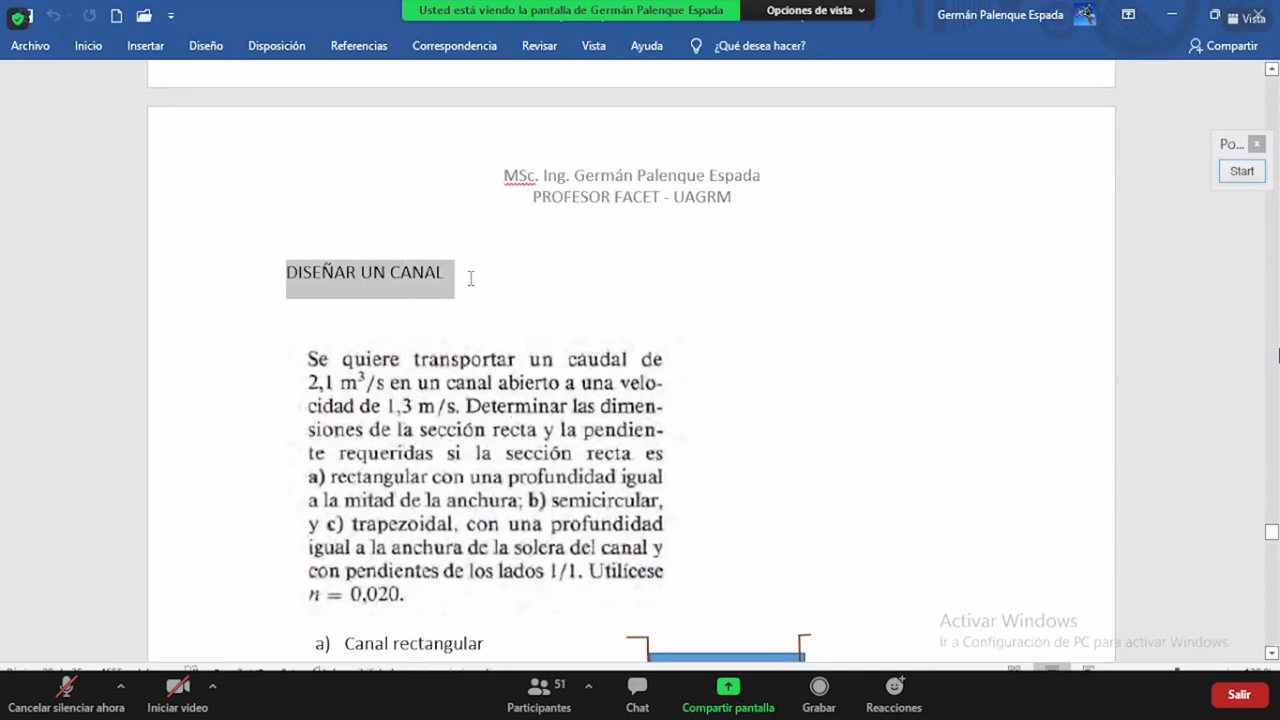 Usted está viendo la pantalla de Germán Palenque Espada
Opciones de vista
Germán Palenque Espada
Vista
Archivo
Inicio
Insertar
Diseño
Disposición
Referencias
Correspondencia
Revisar
Vista
Ayuda
¿Qué desea hacer?
Compartir
Po...
Start
MSc. Ing. Germán Palenque Espada
PROFESOR FACET - UAGRM
DISEÑAR UN CANAL
Se quiere transportar un caudal de
2,1 m³/s en un canal abierto a una velo-
cidad de 1,3 m/s. Determinar las dimen-
siones de la sección recta y la pendien-
te requeridas si la sección recta es
a) rectangular con una profundidad igual
a la mitad de la anchura; b) semicircular,
y c) trapezoidal, con una profundidad
igual a la anchura de la solera del canal y
con pendientes de los lados 1/1. Utilícese
n = 0,020.
a) Canal rectangular
Activar Windows
Ir a Configuración de PC para activar Windows.
Cancelar silenciar ahora
Iniciar video
51
Participantes
Chat
Compartir pantalla
Grabar
Reacciones
Salir